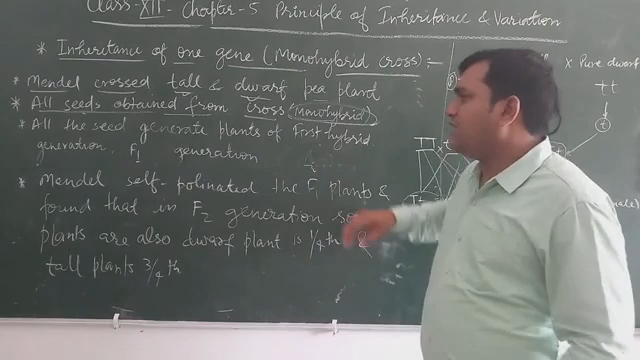 Class-XII- Chapter-5 Principle of Inheritance & Variation
* Inheritance of one gene (Monohybrid Cross) :-
* Mendel crossed tall & dwarf pea plant
* All seeds obtained from cross (Monohybrid)
* All the seed generate plants of First hybrid
generation. F1 generation
* Mendel self-polinated the F1 plants &
found that in F2 generation so
plants are also dwarf plant is 1/4 th &
tall plants 3/4 th
x Pure dwarf
tt
t
TT
Tt